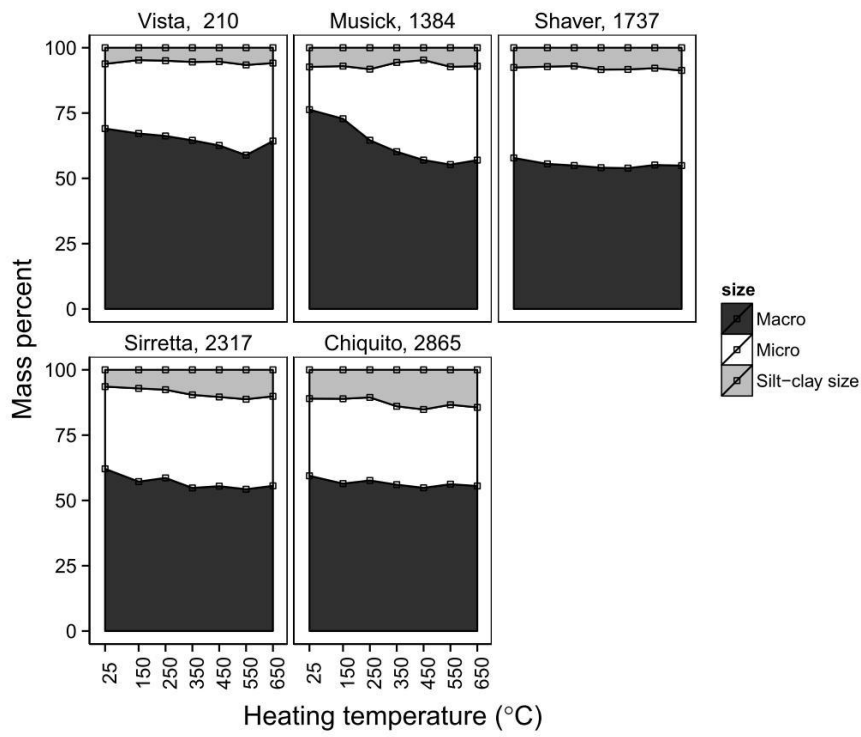 Vista, 210
Musick, 1384
Shaver, 1737
100
75
50
25
0
Sirretta, 2317
Chiquito, 2865
100
75
50
25
0
Mass percent
25
150
250
350
450
550
650
25
150
250
350
450
550
650
Heating temperature (°C)
size
Macro
Micro
Silt−clay size